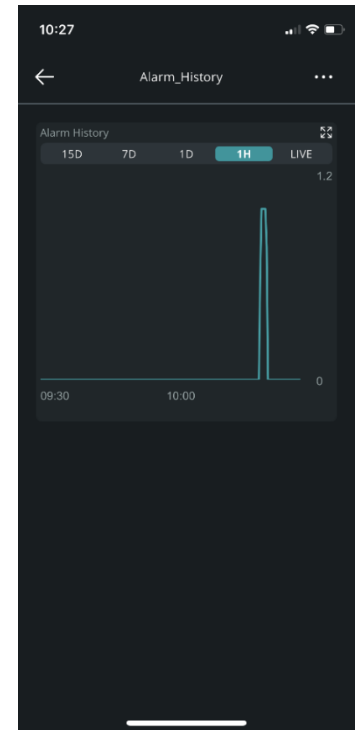 10:27
Alarm_History
Alarm History
15D 7D 1D 1H LIVE
1.2
0
09:30 10:00